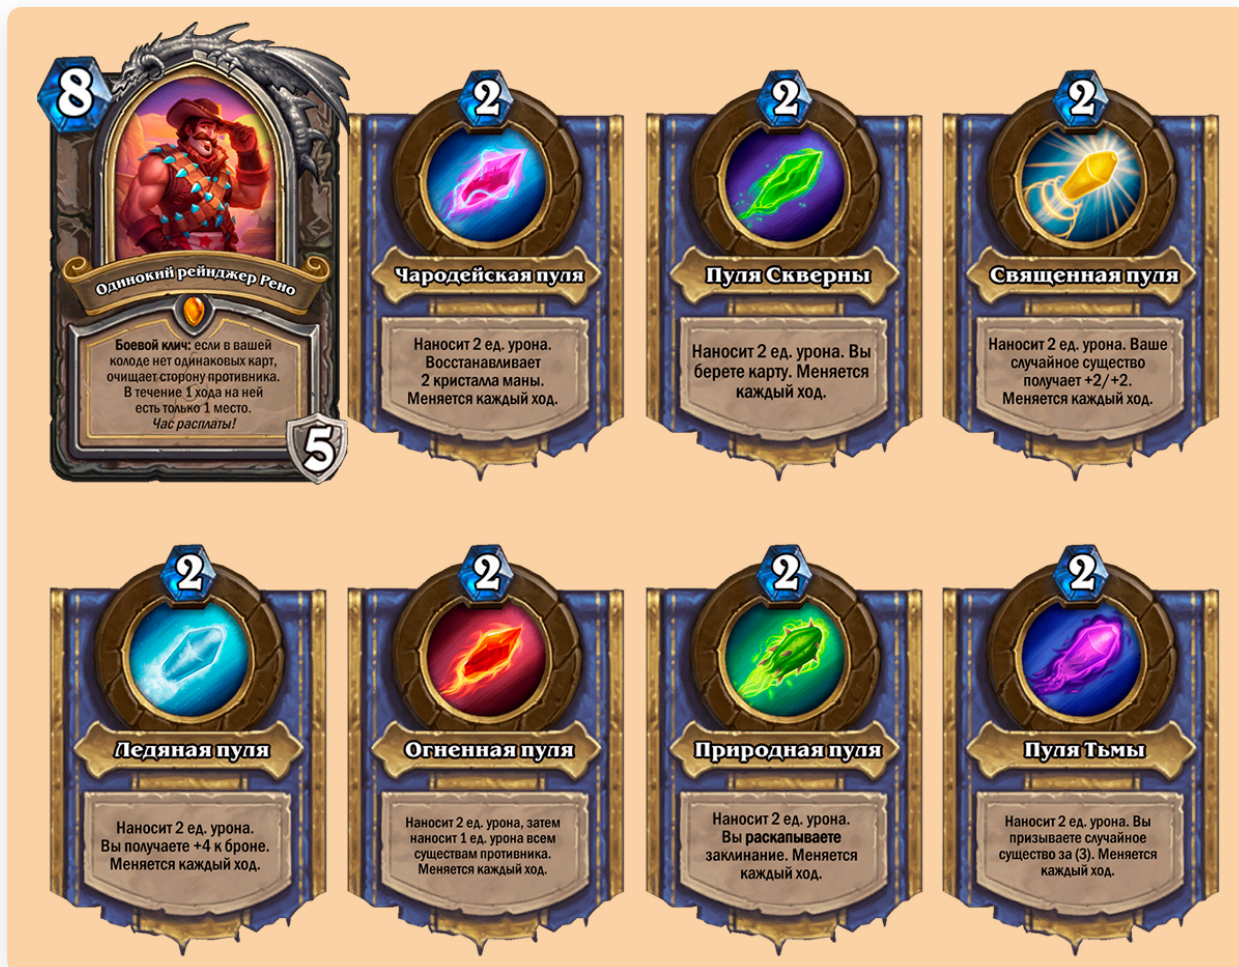 8
Одинокий рейнджер Рено
Боевой клич: если в вашей
колоде нет одинаковых карт,
очищает сторону противника.
В течение 1 хода на ней
есть только 1 место.
Час расплаты!
5
2
Чародейская пуля
Наносит 2 ед. урона.
Восстанавливает
2 кристалла маны.
Меняется каждый ход.
2
Пуля Скверны
Наносит 2 ед. урона. Вы
берете карту. Меняется
каждый ход.
2
Священная пуля
Наносит 2 ед. урона. Ваше
случайное существо
получает +2/+2.
Меняется каждый ход.
2
Ледяная пуля
Наносит 2 ед. урона.
Вы получаете +4 к броне.
Меняется каждый ход.
2
Огненная пуля
Наносит 2 ед. урона, затем
наносит 1 ед. урона всем
существам противника.
Меняется каждый ход.
2
Природная пуля
Наносит 2 ед. урона.
Вы раскапываете
заклинание. Меняется
каждый ход.
2
Пуля Тьмы
Наносит 2 ед. урона. Вы
призываете случайное
существо за (3). Меняется
каждый ход.